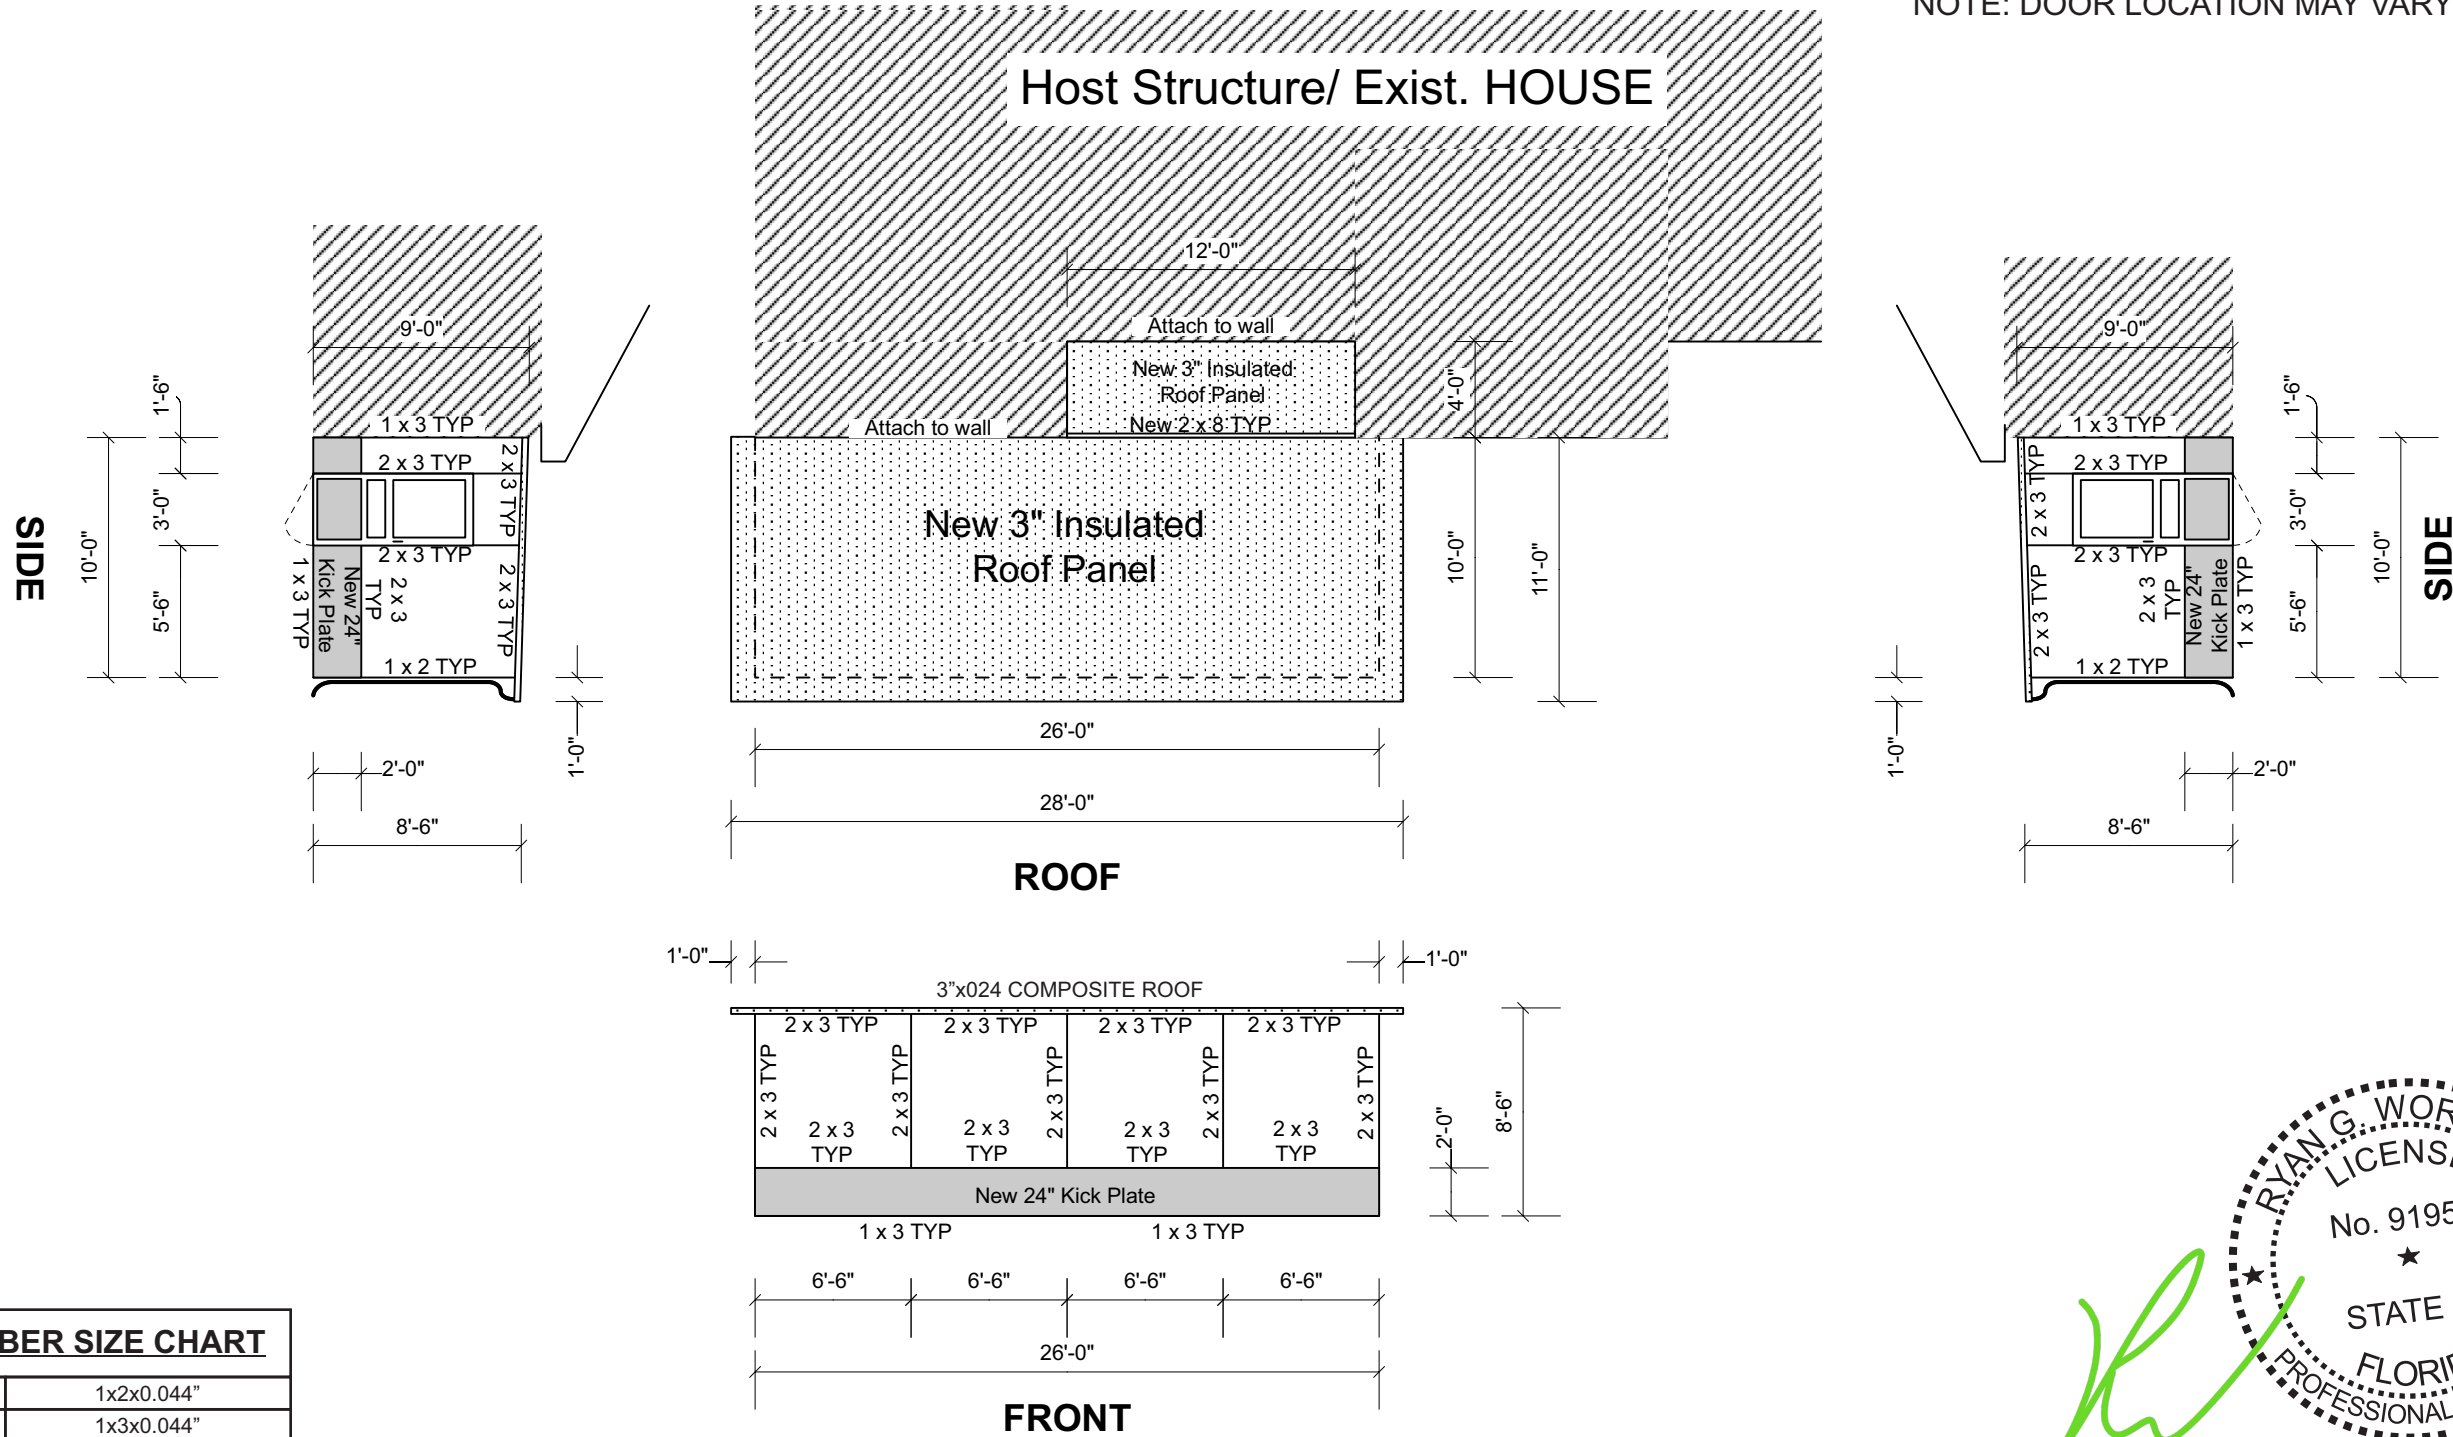 NOTE: DOOR LOCATION MAY VARY
Host Structure/ Exist. HOUSE
12'-0"
Attach to wall
New 3" Insulated
Roof Panel
New 2 x 8 TYP
Attach to wall
4'-0"
New 3" Insulated
Roof Panel
10'-0"
11'-0"
26'-0"
28'-0"
ROOF
SIDE
9'-0"
1'-6"
3'-0"
5'-6"
10'-0"
1 x 3 TYP
2 x 3 TYP
2 x 3 TYP
2 x 3 TYP
2 x 3 TYP
2 x 3
TYP
New 24"
Kick Plate
1 x 3 TYP
1 x 2 TYP
1'-0"
2'-0"
8'-6"
9'-0"
1'-6"
3'-0"
5'-6"
10'-0"
SIDE
1 x 3 TYP
2 x 3 TYP
2 x 3 TYP
2 x 3 TYP
2 x 3 TYP
2 x 3
TYP
New 24"
Kick Plate
1 x 3 TYP
1 x 2 TYP
1'-0"
2'-0"
8'-6"
1'-0"
1'-0"
3”x024 COMPOSITE ROOF
2 x 3 TYP
2 x 3 TYP
2 x 3 TYP
2 x 3 TYP
2 x 3 TYP
2 x 3 TYP
2 x 3 TYP
2 x 3 TYP
2 x 3 TYP
2 x 3
TYP
2 x 3
TYP
2 x 3
TYP
2 x 3
TYP
New 24" Kick Plate
1 x 3 TYP
1 x 3 TYP
2'-0"
8'-6"
6'-6"
6'-6"
6'-6"
6'-6"
26'-0"
FRONT
BER SIZE CHART
1x2x0.044”
1x3x0.044”
RYAN G. WOR
LICENS
No. 9195
STATE
FLORI
PROFESSIONAL